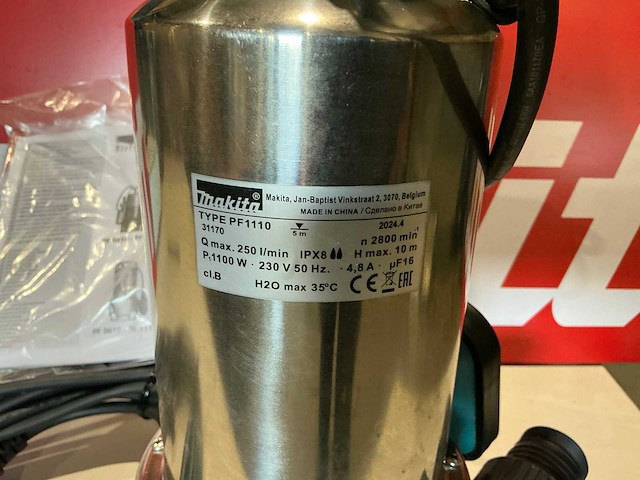 makita® Makita, Jan-Baptist Vinkstraat 2, 3070, Belgium
MADE IN CHINA / Сделано в Китае
TYPE PF1110 2024.4
31170 5 m n 2800 min⁻¹
Q max. 250 l/min IPX8 H max. 10 m
P₁1100 W · 230 V 50 Hz. · 4,8 A · µF16
cl.B H2O max 35°C CE EAC